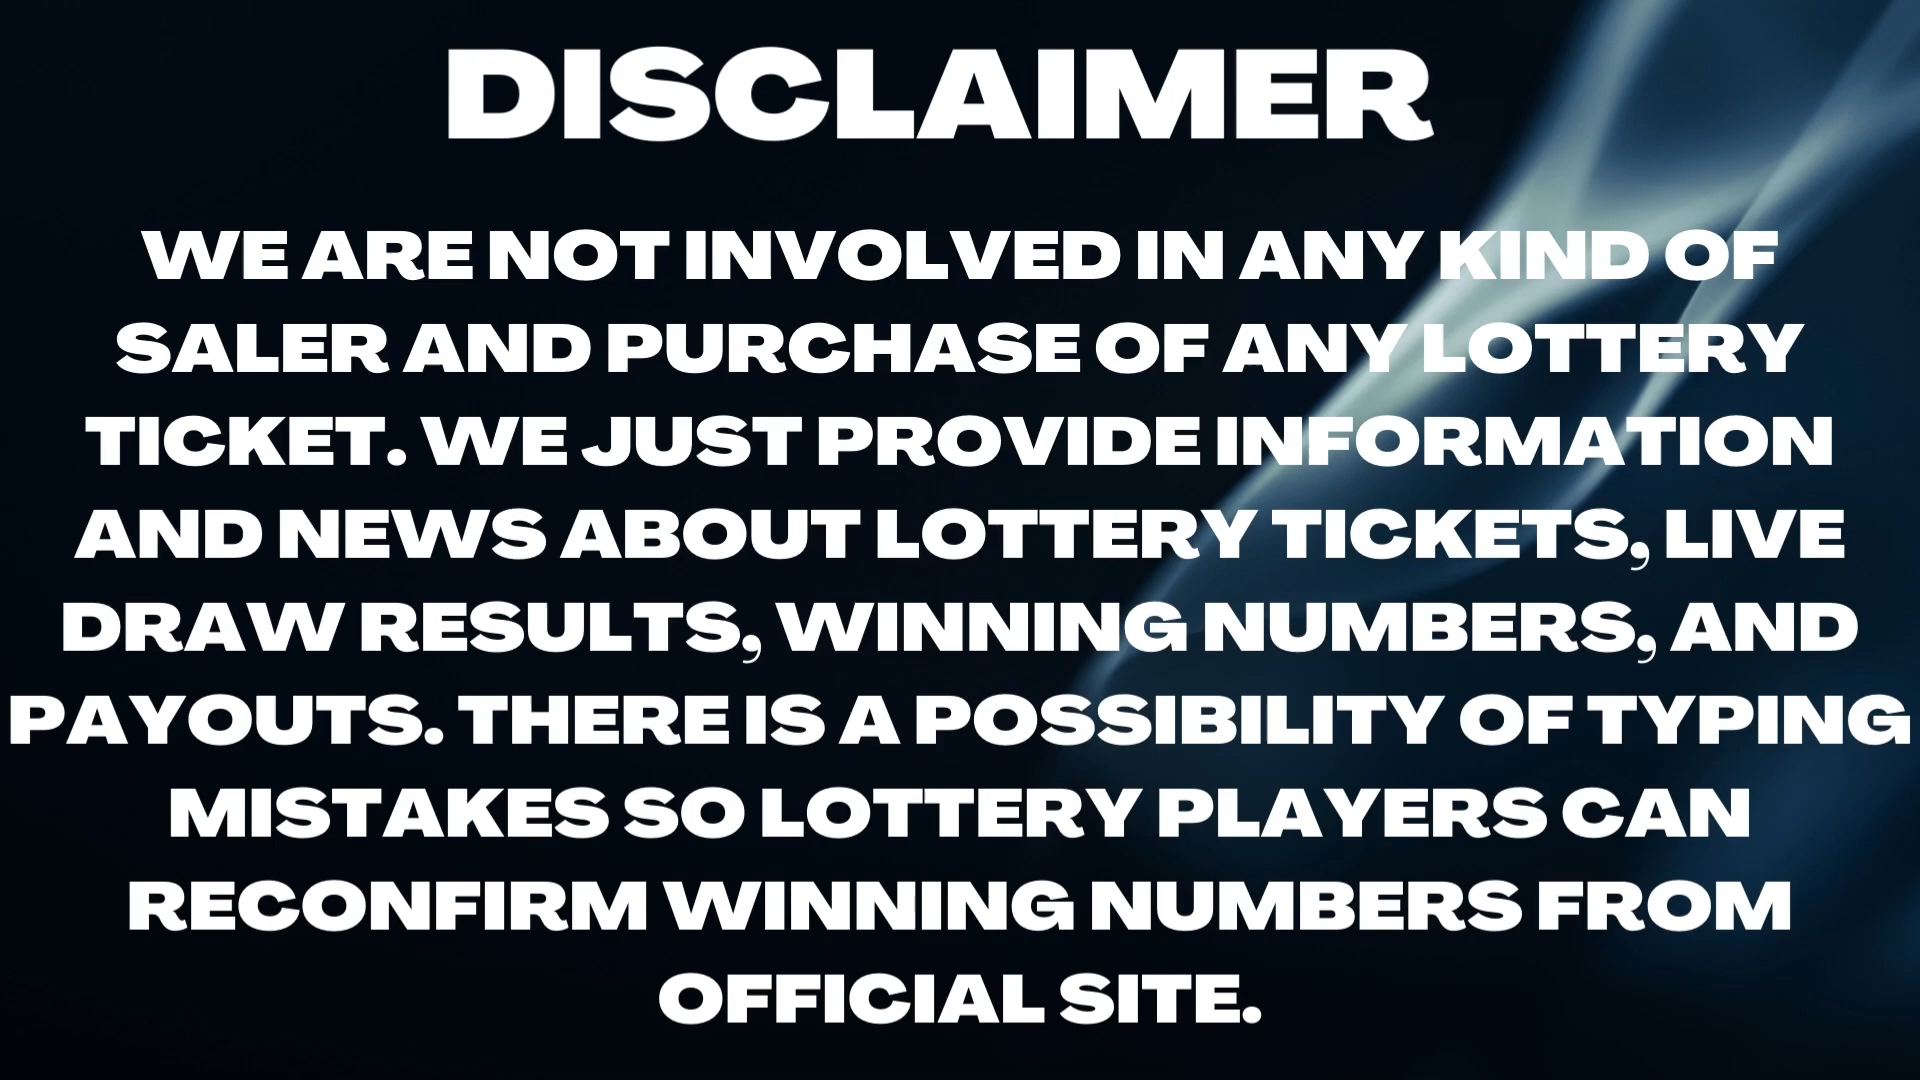 DISCLAIMER
WE ARE NOT INVOLVED IN ANY KIND OF
SALER AND PURCHASE OF ANY LOTTERY
TICKET. WE JUST PROVIDE INFORMATION
AND NEWS ABOUT LOTTERY TICKETS, LIVE
DRAW RESULTS, WINNING NUMBERS, AND
PAYOUTS. THERE IS A POSSIBILITY OF TYPING
MISTAKES SO LOTTERY PLAYERS CAN
RECONFIRM WINNING NUMBERS FROM
OFFICIAL SITE.